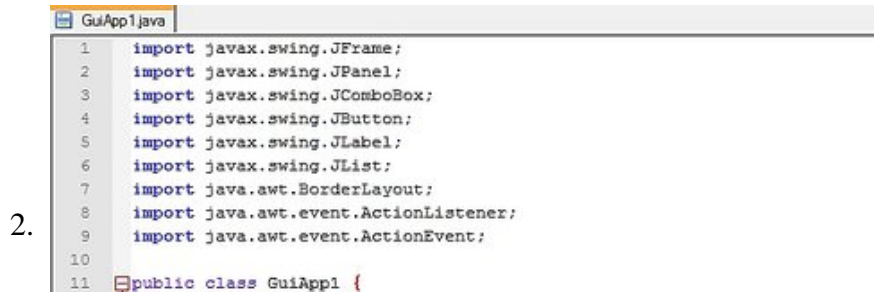 GuiApp1.java
1 import javax.swing.JFrame;
2 import javax.swing.JPanel;
3 import javax.swing.JComboBox;
4 import javax.swing.JButton;
5 import javax.swing.JLabel;
6 import javax.swing.JList;
7 import java.awt.BorderLayout;
2. 8 import java.awt.event.ActionListener;
9 import java.awt.event.ActionEvent;
10
11 public class GuiApp1 {